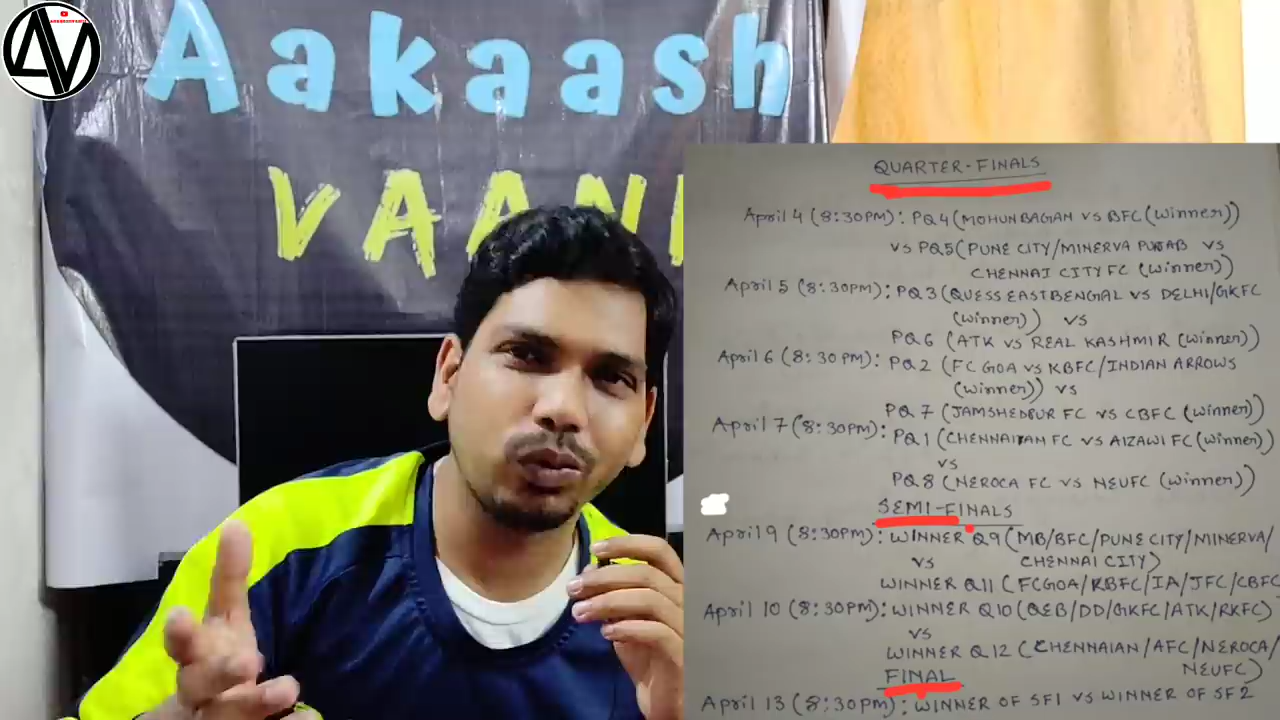 AV
Aakaash
VAANI
QUARTER-FINALS
April 4 (8:30PM): PQ4 (MOHUN BAGAN VS BFC (Winner))
VS PQ5 (PUNE CITY/MINERVA PUNJAB VS
CHENNAI CITY FC (Winner))
April 5 (8:30PM): PQ3 (QUESS EAST BENGAL VS DELHI/GKFC
(Winner)) VS
PQ6 (ATK VS REAL KASHMIR (Winner))
April 6 (8:30PM): PQ2 (FC GOA VS KBFC/INDIAN ARROWS
(Winner)) VS
PQ7 (JAMSHEDPUR FC VS CBFC (Winner))
April 7 (8:30PM): PQ1 (CHENNAIYAN FC VS AIZAWL FC (Winner))
VS
PQ8 (NEROCA FC VS NEUFC (Winner))
SEMI-FINALS
April 9 (8:30PM): WINNER Q9 (MB/BFC/PUNE CITY/MINERVA/
VS CHENNAI CITY)
WINNER Q11 (FCGOA/KBFC/IA/JFC/CBFC
April 10 (8:30PM): WINNER Q10 (QEB/DD/GKFC/ATK/RKFC)
VS
WINNER Q12 (CHENNAIAN/AFC/NEROCA/
NEUFC)
FINAL
April 13 (8:30PM): WINNER OF SF1 VS WINNER OF SF2